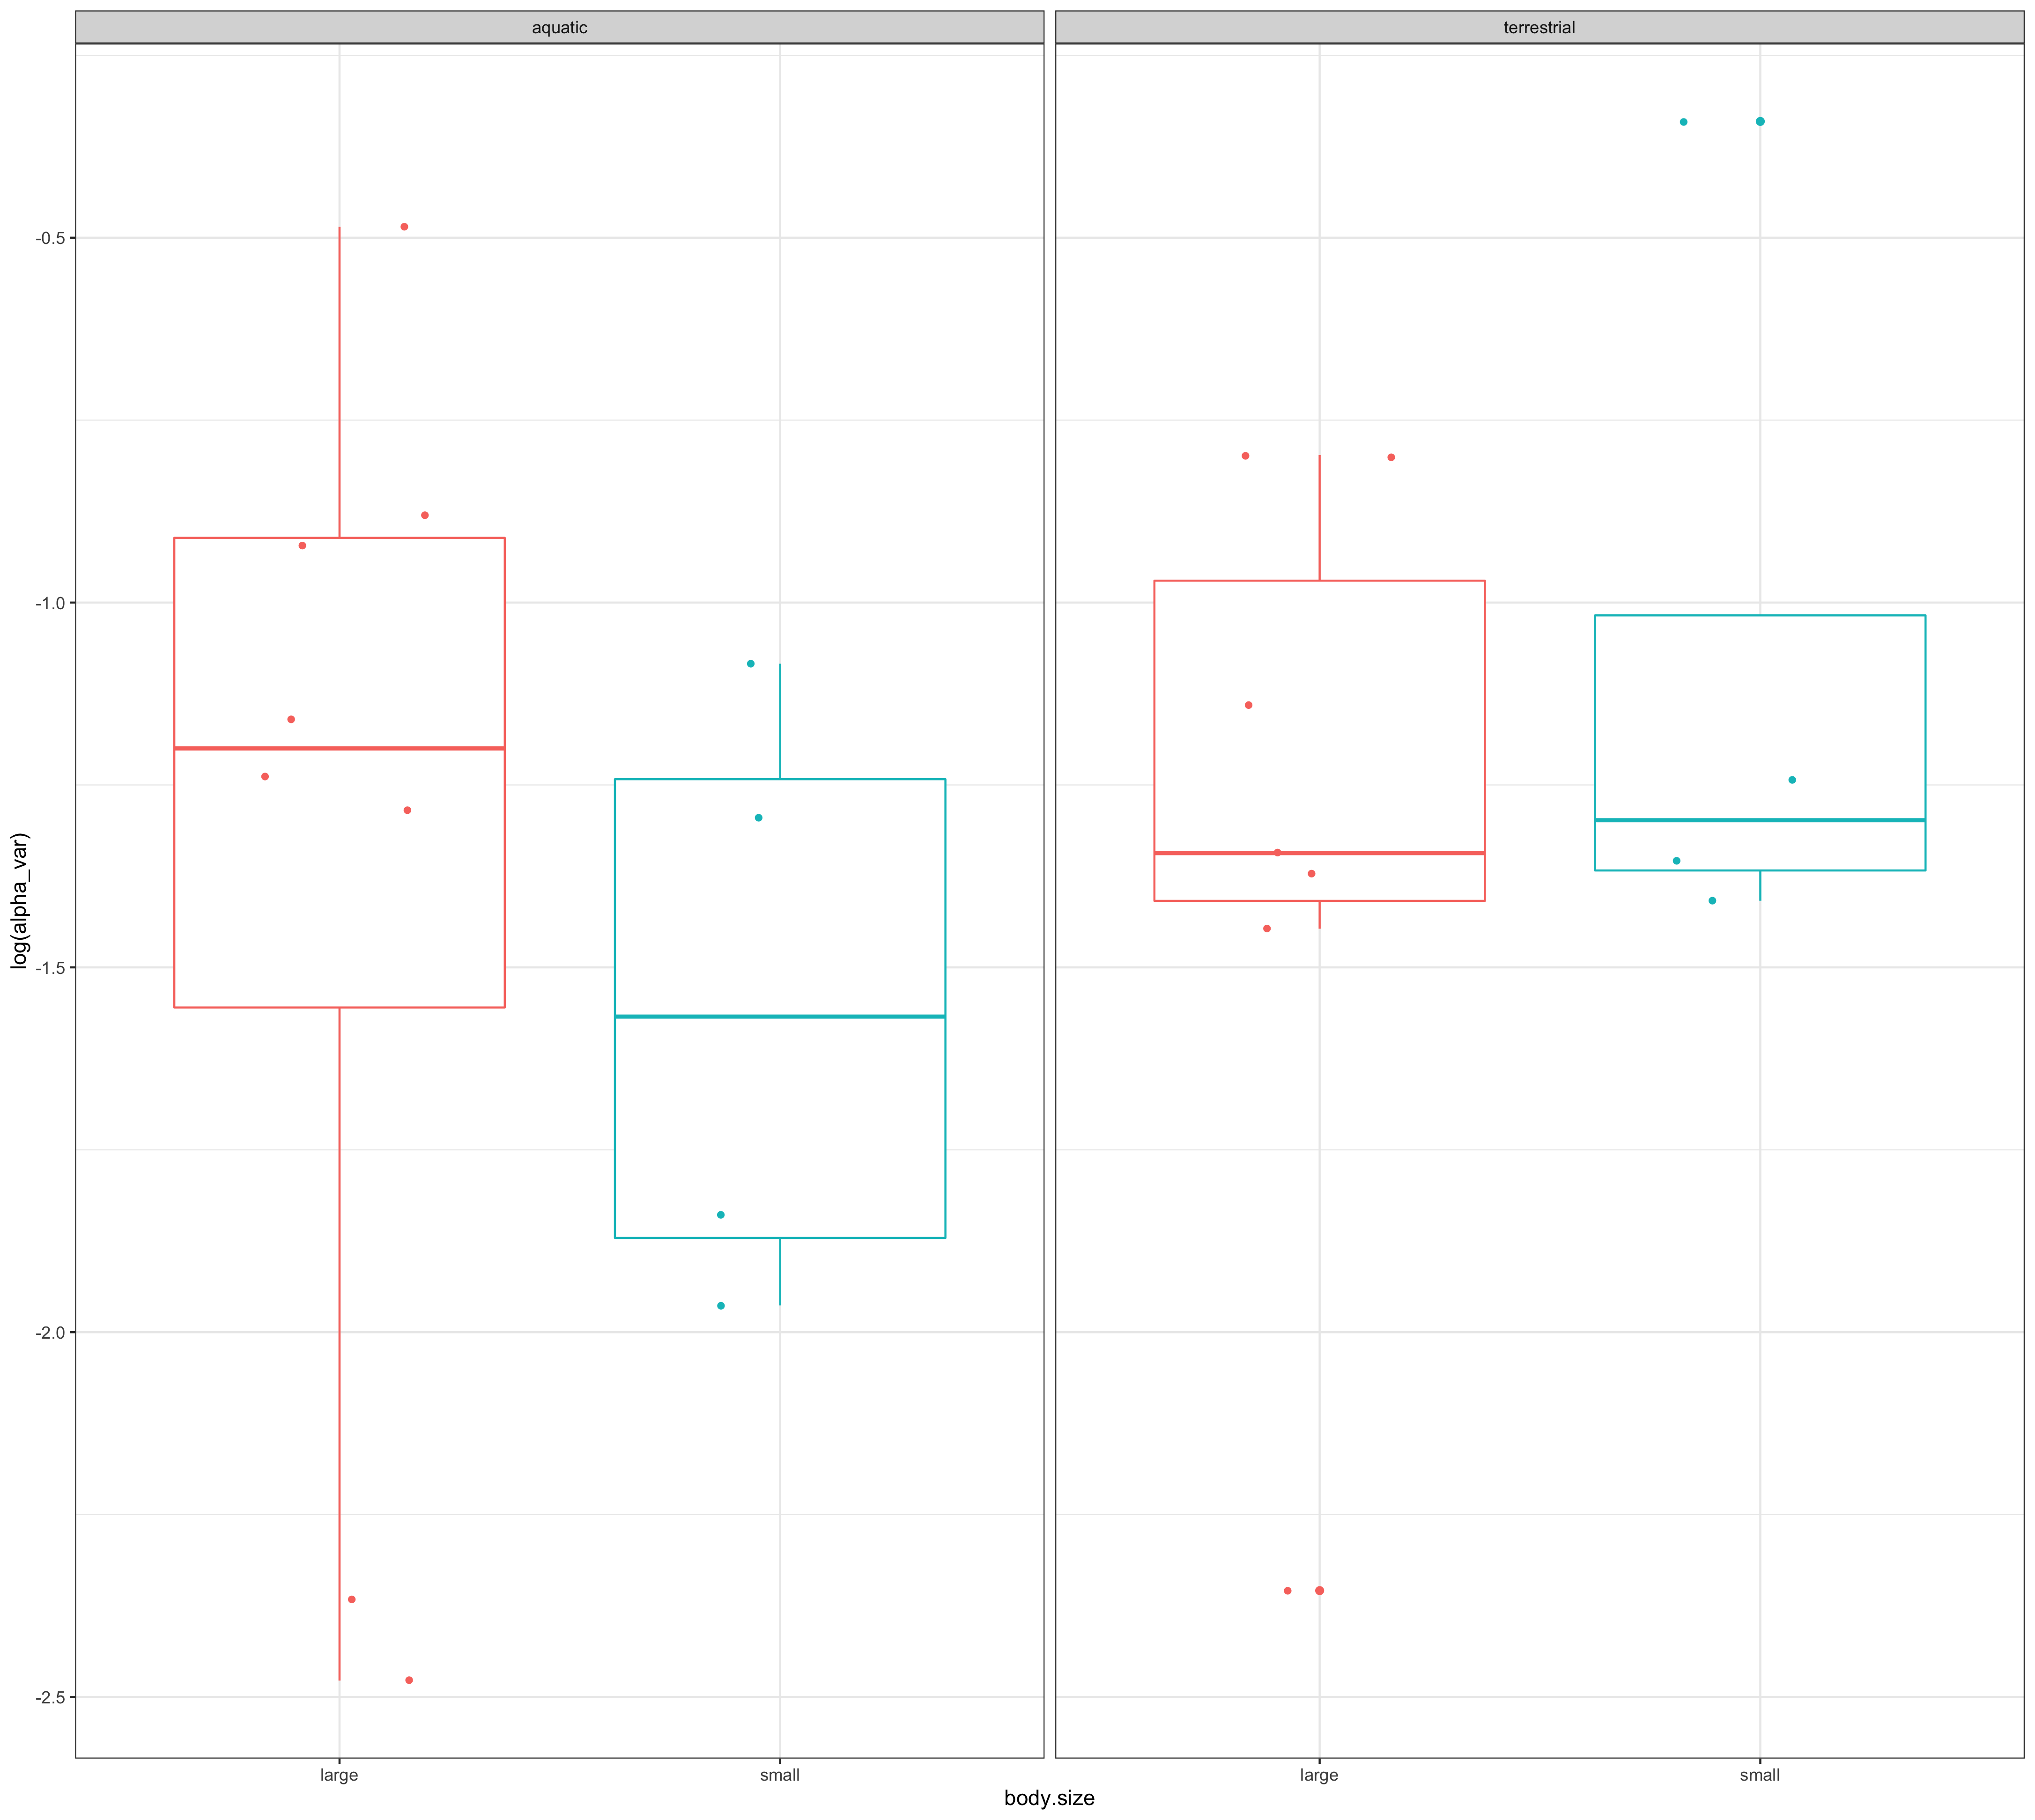 aquatic
terrestrial
-0.5
-1.0
-1.5
-2.0
-2.5
log(alpha_var)
large
small
large
small
body.size